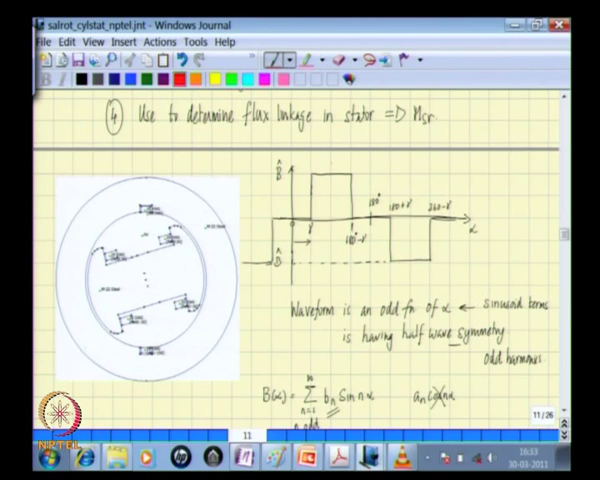 salrot_cylstat_nptel.jnt - Windows Journal
File Edit View Insert Actions Tools Help
④ Use to determine flux linkage in stator => Msr
B̂
180°
180+γ
360-γ
0
γ
180°-γ
α
B̂
Waveform is an odd fn of α ← sinusoid terms
is having half wave symmetry
odd harmonics
B(α) = ∑ bn sin nα
n=1
n odd
an cos nα
11 / 26
11
NPTEL
16:33
30-03-2011